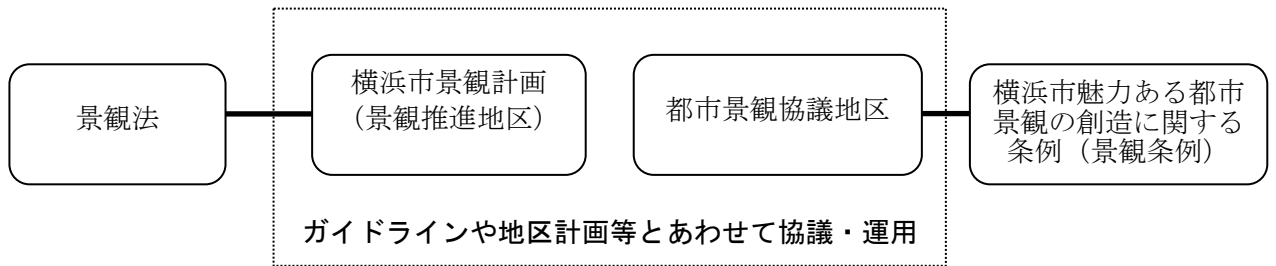 景観法
横浜市景観計画
（景観推進地区）
都市景観協議地区
横浜市魅力ある都市
景観の創造に関する
条例（景観条例）
ガイドラインや地区計画等とあわせて協議・運用